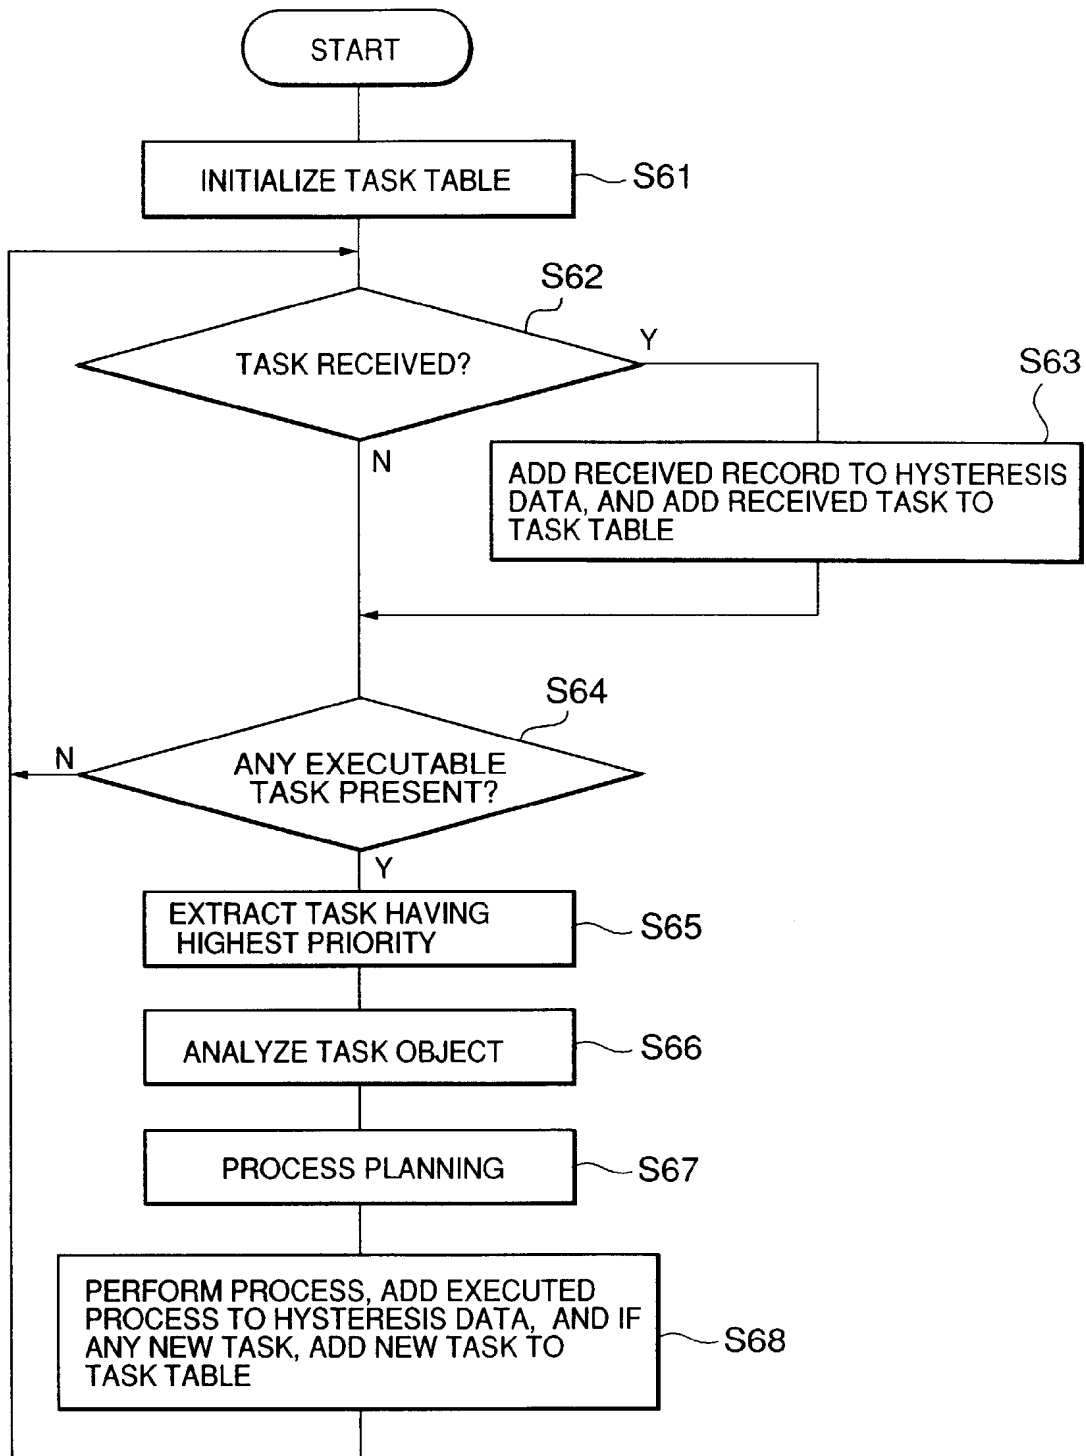 START
INITIALIZE TASK TABLE
S61
S62
TASK RECEIVED?
Y
N
S63
ADD RECEIVED RECORD TO HYSTERESIS
DATA, AND ADD RECEIVED TASK TO
TASK TABLE
S64
ANY EXECUTABLE
TASK PRESENT?
N
Y
EXTRACT TASK HAVING
HIGHEST PRIORITY
S65
ANALYZE TASK OBJECT
S66
PROCESS PLANNING
S67
PERFORM PROCESS, ADD EXECUTED
PROCESS TO HYSTERESIS DATA, AND IF
ANY NEW TASK, ADD NEW TASK TO
TASK TABLE
S68